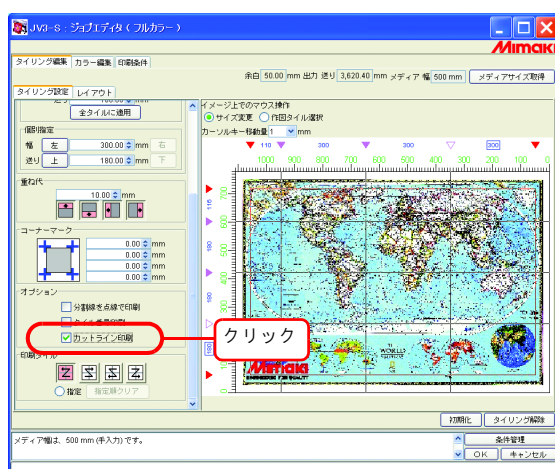 JV3-S：ジョブエディタ（フルカラー）
Mimaki
タイリング編集 カラー編集 印刷条件
余白 50.00 mm 出力 送り 3,620.40 mm メディア 幅 500 mm メディアサイズ取得
タイリング設定 レイアウト
全タイルに適用
個別指定
幅 左 300.00 mm 右
送り 上 180.00 mm 下
重ね代
10.00 mm
コーナーマーク
0.00 mm
0.00 mm
0.00 mm
0.00 mm
オプション
分割線を点線で印刷
カットライン印刷
クリック
印刷タイル
指定 指定順クリア
イメージ上でのマウス操作
サイズ変更 作図タイル選択
カーソルキー移動量 1 mm
110 300 300 300
1000 900 800 700 600 500 400 300 200 100 0
WORLD
Mimaki
初期化 タイリング解除
メディア幅は、500 mm (手入力) です。
条件管理
OK キャンセル